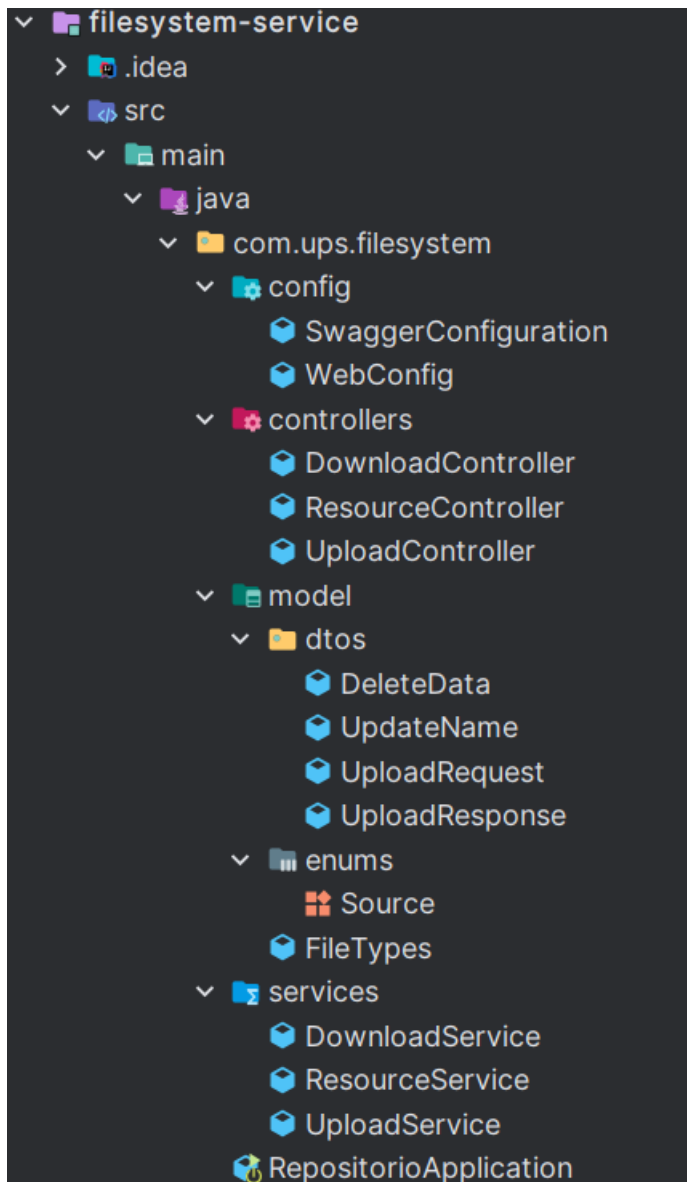 filesystem-service
.idea
src
main
java
com.ups.filesystem
config
SwaggerConfiguration
WebConfig
controllers
DownloadController
ResourceController
UploadController
model
dtos
DeleteData
UpdateName
UploadRequest
UploadResponse
enums
Source
FileTypes
services
DownloadService
ResourceService
UploadService
RepositorioApplication